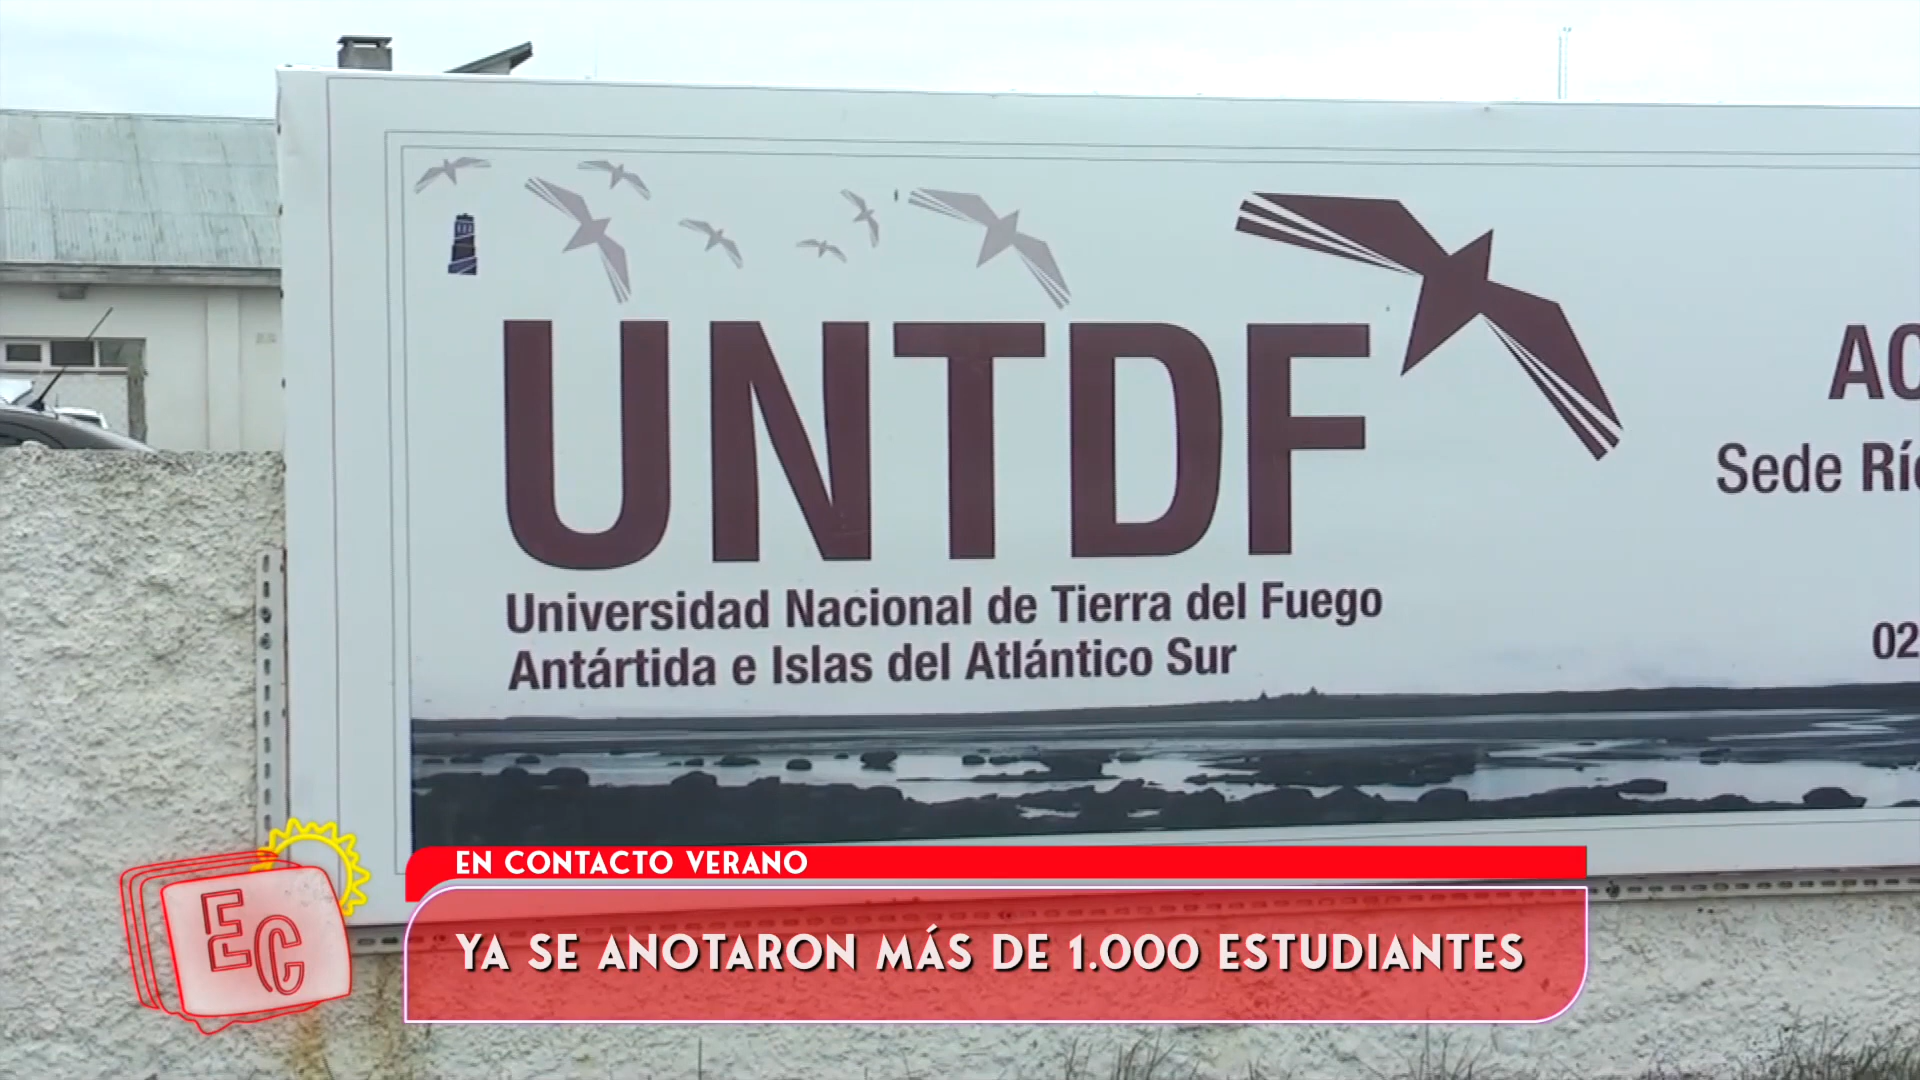 UNTDF
Universidad Nacional de Tierra del Fuego
Antártida e Islas del Atlántico Sur
Sede
02
EC
EN CONTACTO VERANO
YA SE ANOTARON MÁS DE 1.000 ESTUDIANTES